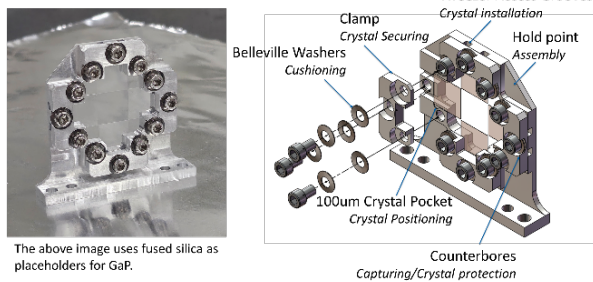 Crystal installation
Clamp
Crystal Securing
Hold point
Assembly
Belleville Washers
Cushioning
100um Crystal Pocket
Crystal Positioning
Counterbores
Capturing/Crystal protection
The above image uses fused silica as
placeholders for GaP.